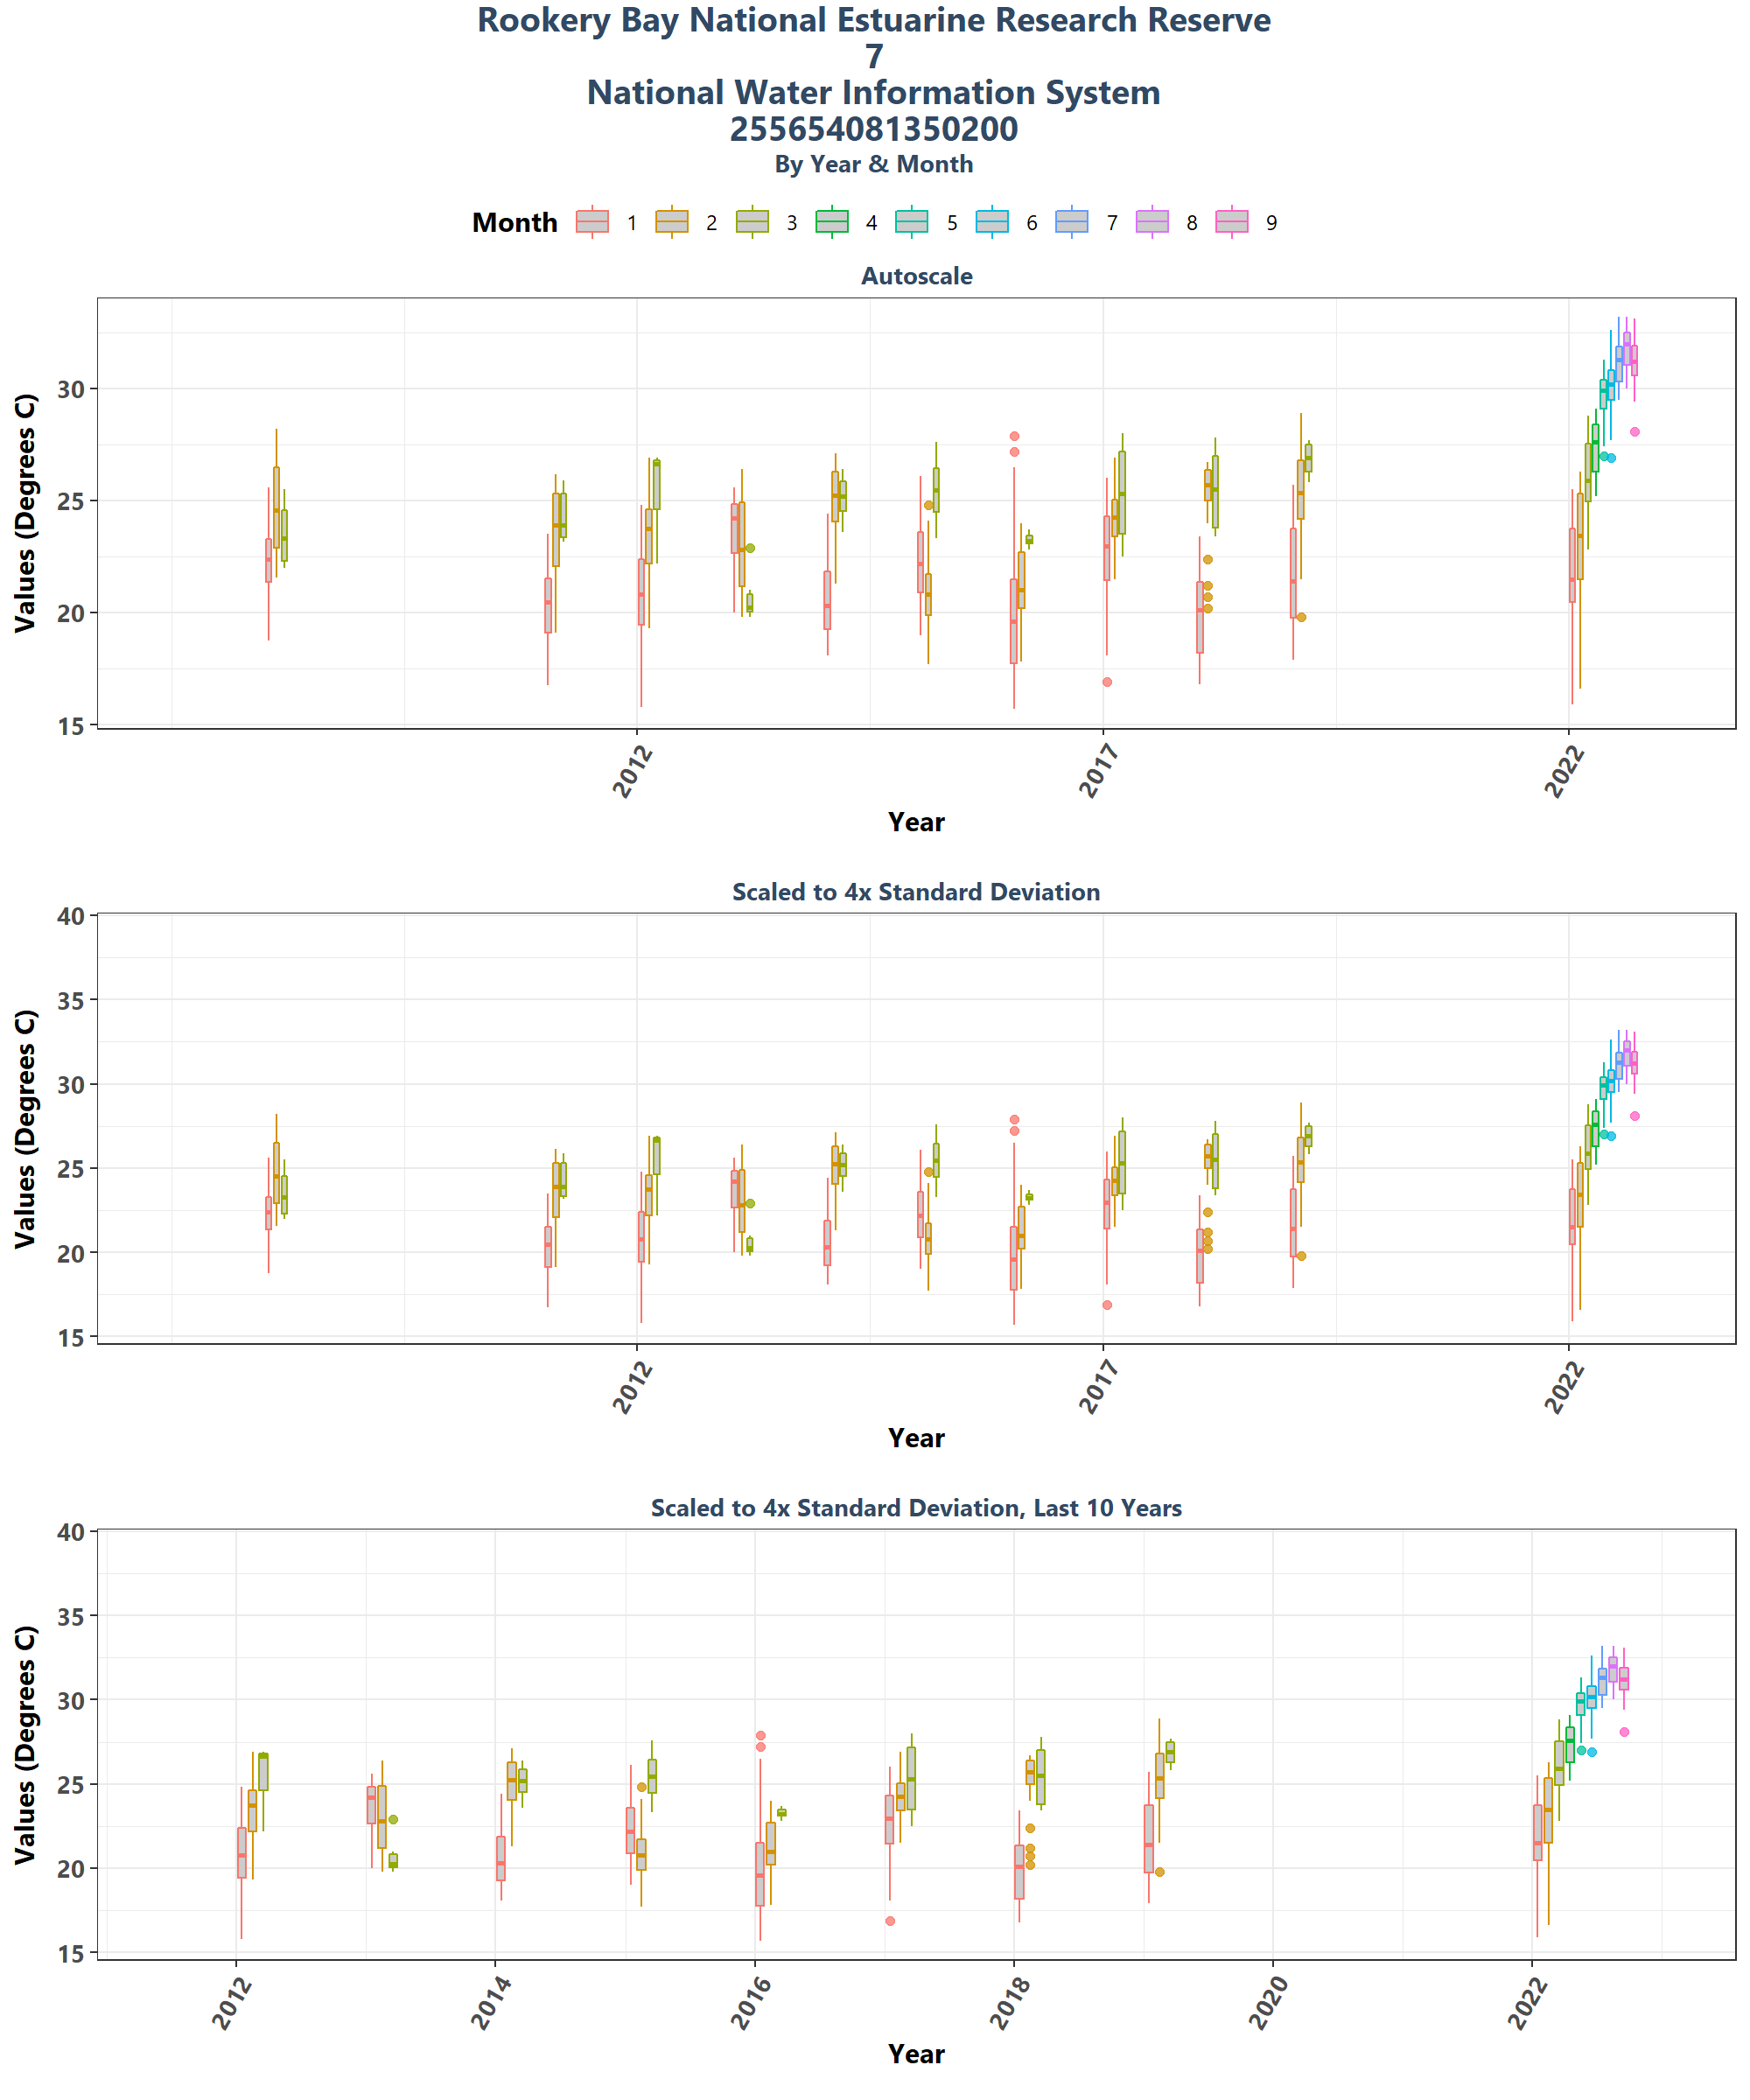 Rookery Bay National Estuarine Research Reserve
7
National Water Information System
255654081350200
By Year & Month
Month 1 2 3 4 5 6 7 8 9
Autoscale
Values (Degrees C)
30
25
20
15
2012 2017 2022
Year
Scaled to 4x Standard Deviation
Values (Degrees C)
40
35
30
25
20
15
2012 2017 2022
Year
Scaled to 4x Standard Deviation, Last 10 Years
Values (Degrees C)
40
35
30
25
20
15
2012 2014 2016 2018 2020 2022
Year